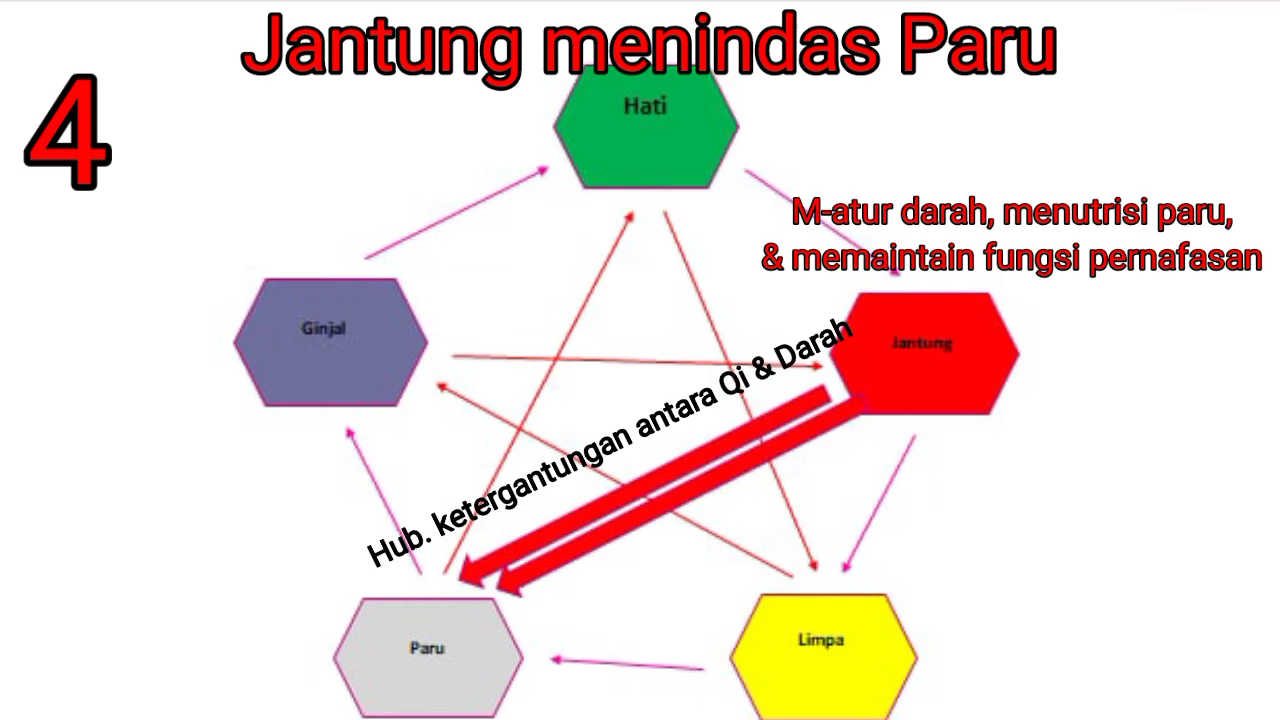 Jantung menindas Paru
4
Hati
M-atur darah, menutrisi paru,
& memaintain fungsi pernafasan
Ginjal
Jantung
Hub. ketergantungan antara Qi & Darah
Paru
Limpa